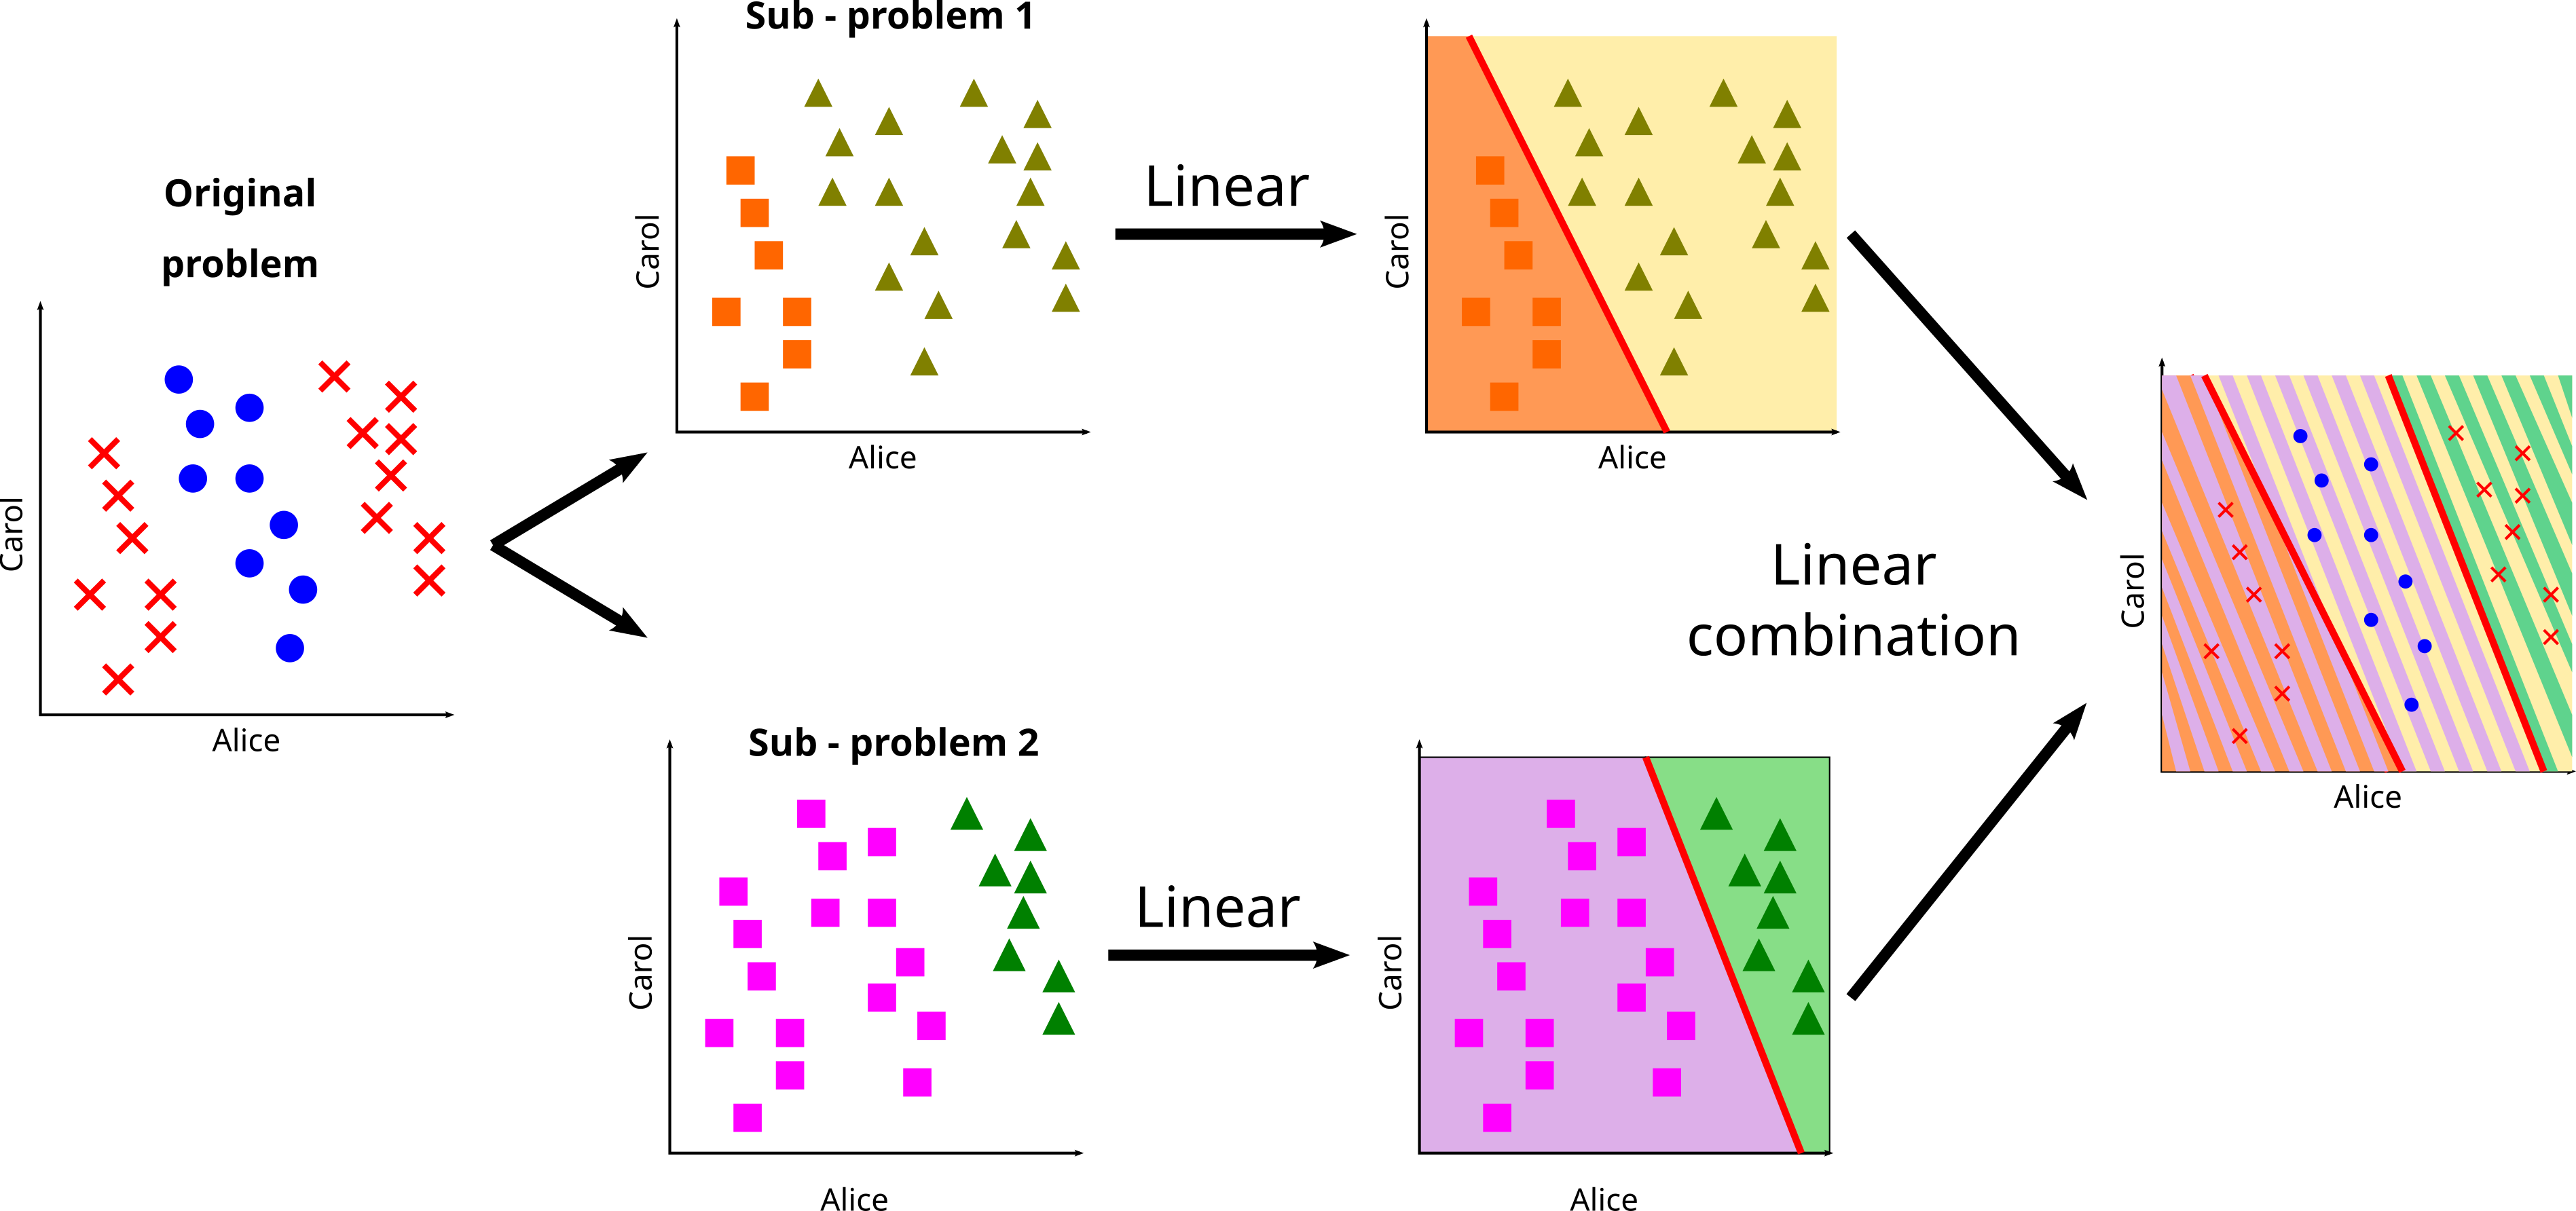 Original
problem
Carol
Alice
Sub - problem 1
Carol
Alice
Linear
Carol
Alice
Sub - problem 2
Carol
Alice
Linear
Carol
Alice
Linear
combination
Carol
Alice